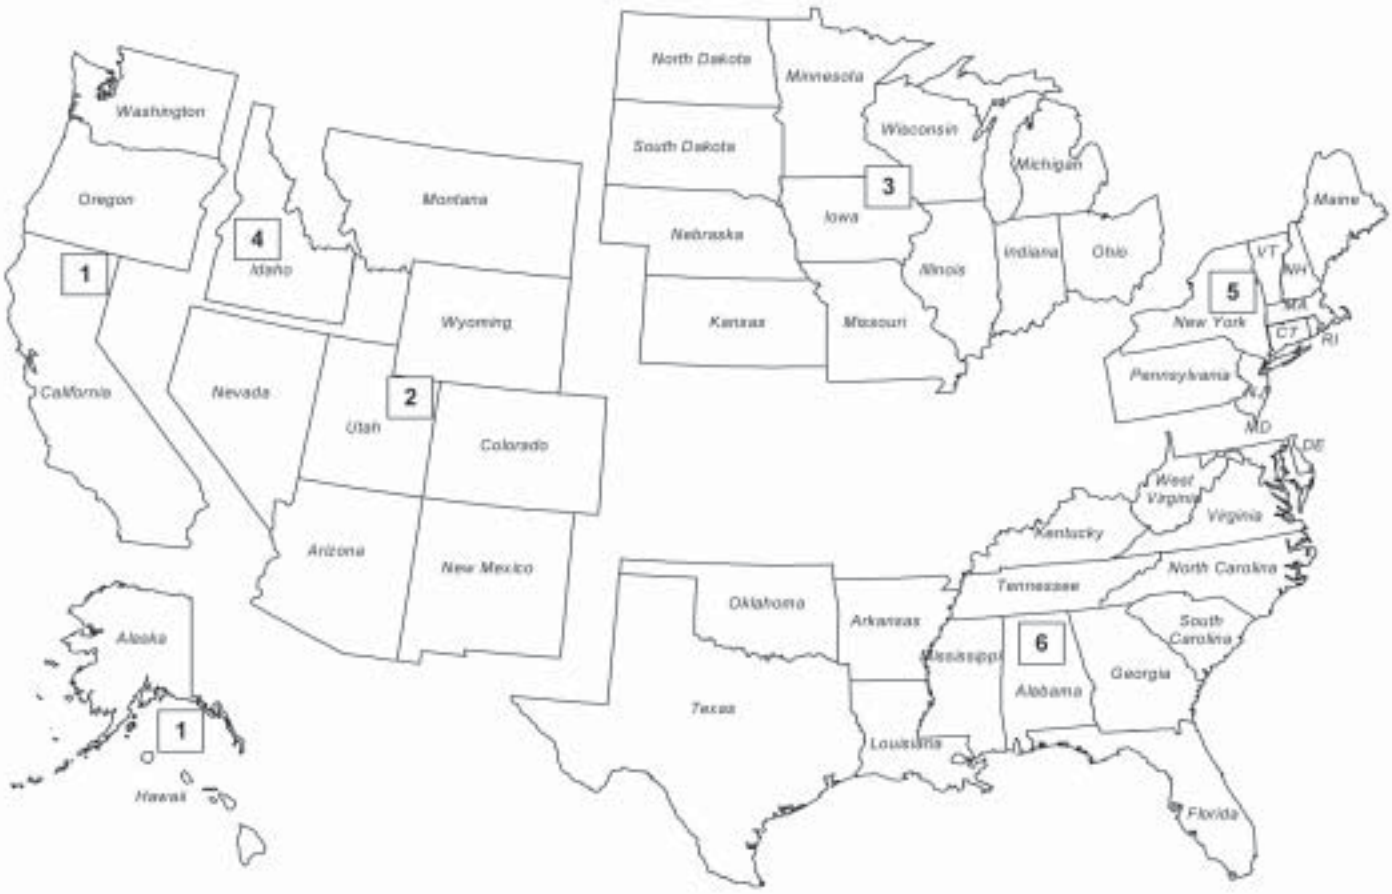 North Dakota
Minnesota
Washington
Wisconsin
South Dakota
Michigan
3
Montana
Maine
Oregon
Iowa
Nebraska
4
Idaho
VT
Illinois
Indiana
Ohio
NH
1
5
MA
Wyoming
Kansas
Missouri
New York
CT
RI
Pennsylvania
California
Nevada
2
NJ
Utah
MD
Colorado
DE
West
Virginia
Virginia
Kentucky
Arizona
New Mexico
North Carolina
Tennessee
Oklahoma
Arkansas
South
Carolina
Alaska
6
Mississippi
Georgia
Alabama
Texas
1
Louisiana
Hawaii
Florida